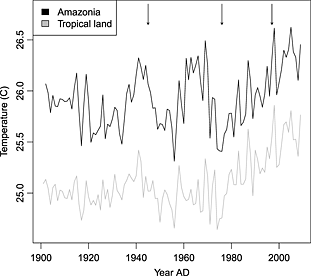 Amazonia
Tropical land
Temperature (C)
26.5
26.0
25.5
25.0
1900 1920 1940 1960 1980 2000
Year AD